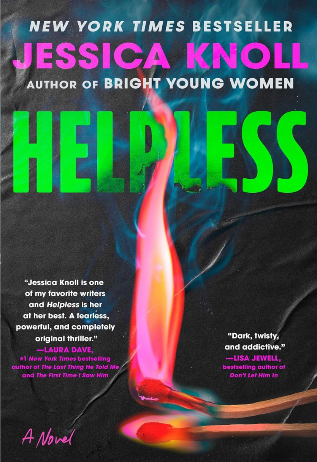 NEW YORK TIMES BESTSELLER
JESSICA KNOLL
AUTHOR OF BRIGHT YOUNG WOMEN
HELPLESS
“Jessica Knoll is one
of my favorite writers
and Helpless is her
at her best. A fearless,
powerful, and completely
original thriller.”
—LAURA DAVE,
#1 New York Times bestselling
author of The Last Thing He Told Me
and The First Time I Saw Him
“Dark, twisty,
and addictive.”
—LISA JEWELL,
bestselling author of
Don't Let Him In
A Novel